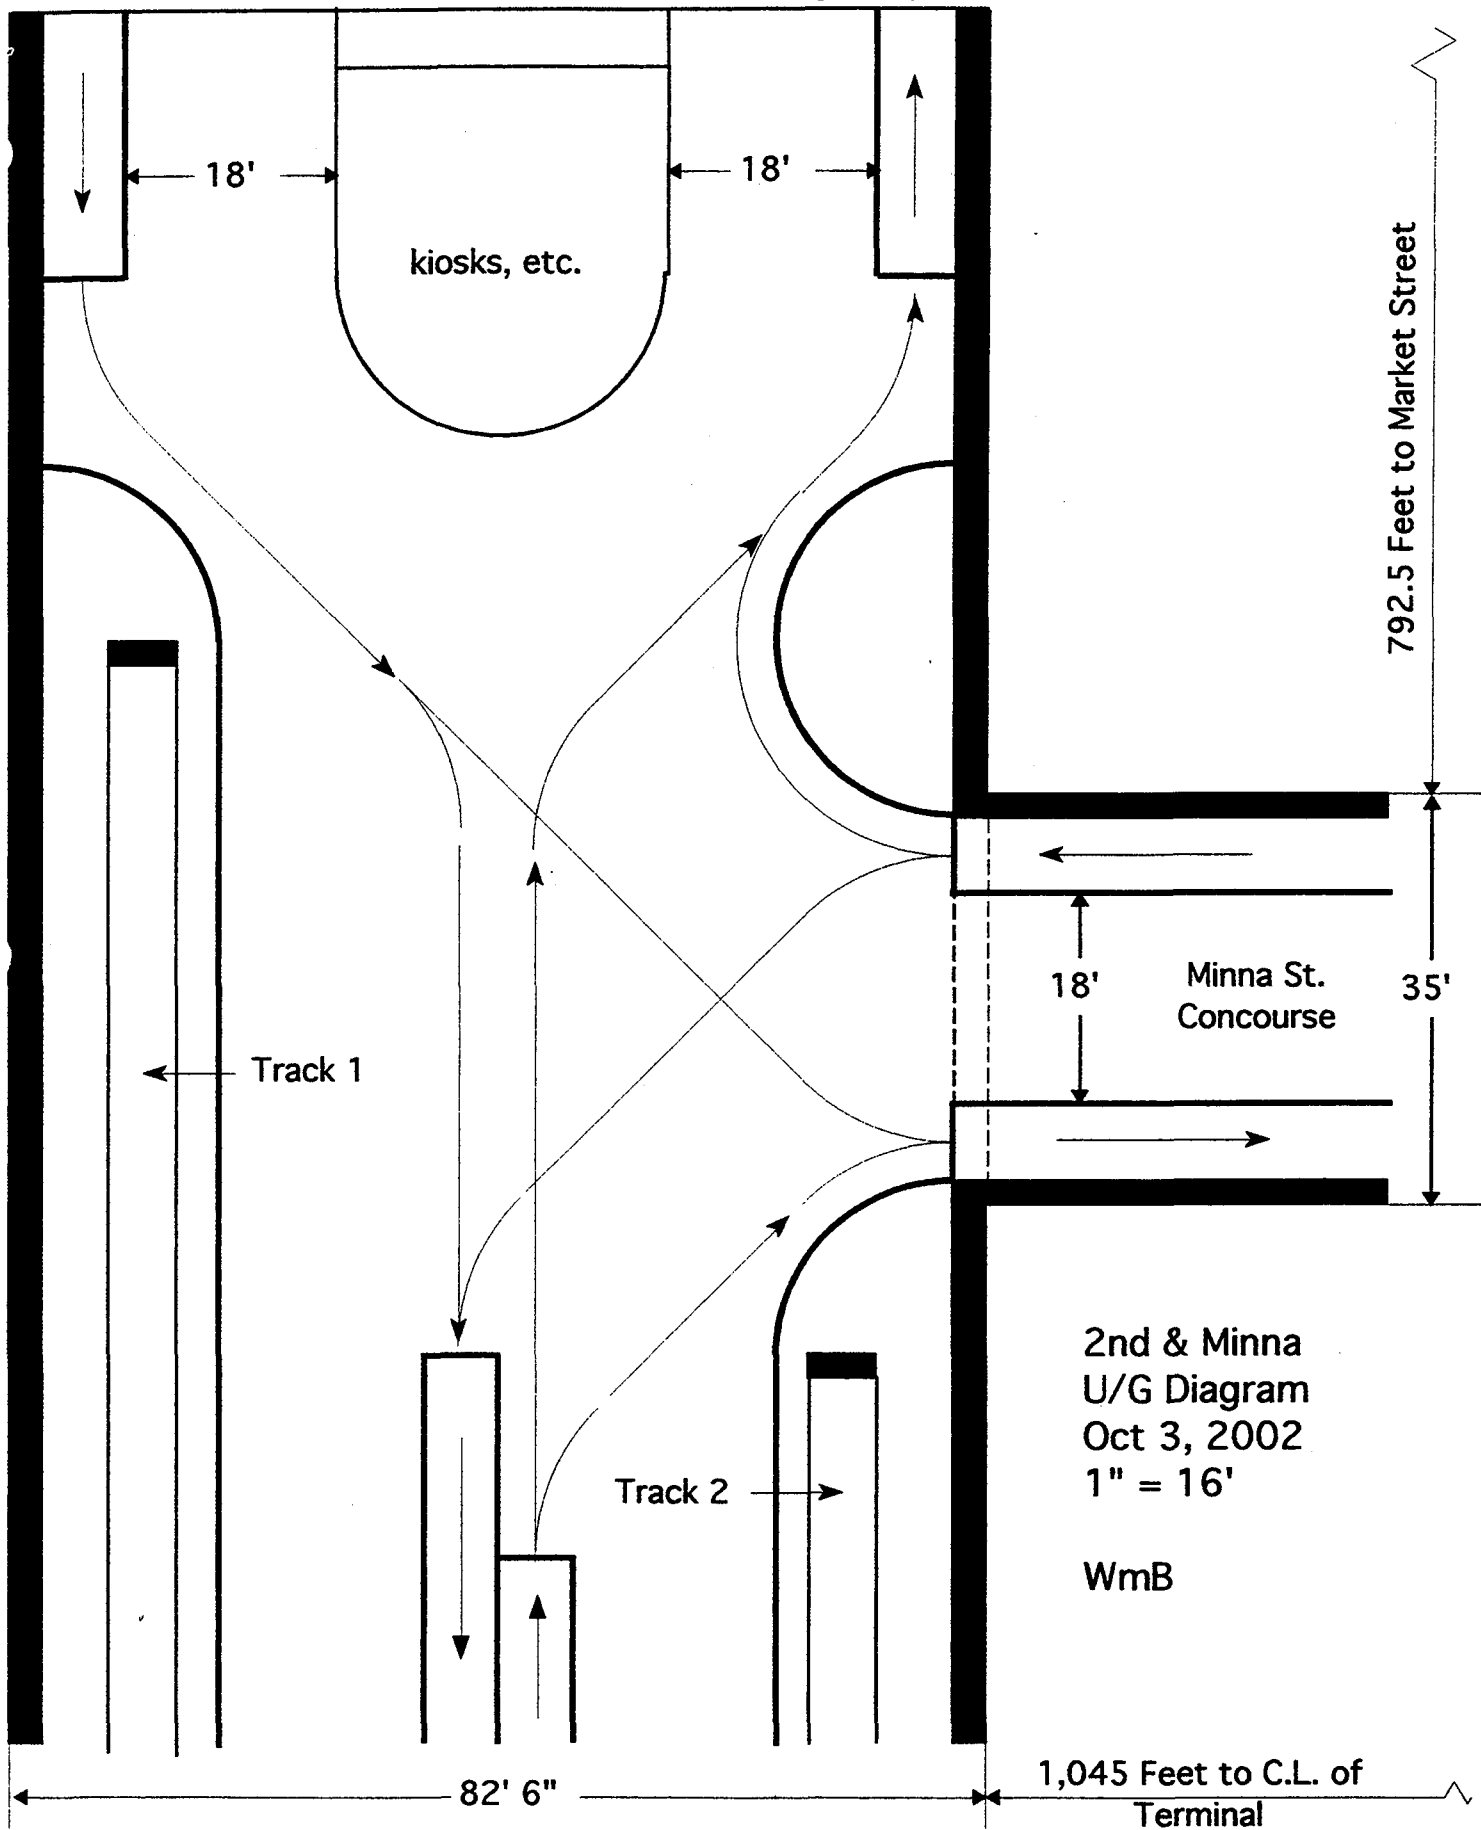 18'
18'
kiosks, etc.
792.5 Feet to Market Street
18'
Minna St.
Concourse
35'
Track 1
2nd & Minna
U/G Diagram
Oct 3, 2002
1" = 16'
Track 2
WmB
82' 6"
1,045 Feet to C.L. of
Terminal